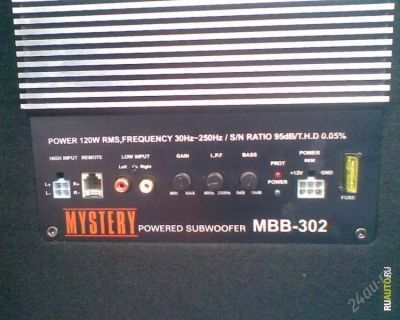 POWER 120W RMS,FREQUENCY 30Hz~250Hz / S/N RATIO 95dB/T.H.D 0.05%
HIGH INPUT REMOTE LOW INPUT GAIN L.P.F BASS POWER
Left Right PROT REM
L+ R+ POWER +12V GND
L- R-
MIN MAX 40Hz 250Hz 0dB 18dB FUSE
MYSTERY POWERED SUBWOOFER MBB-302
24au.ru
RUAUTO.RU